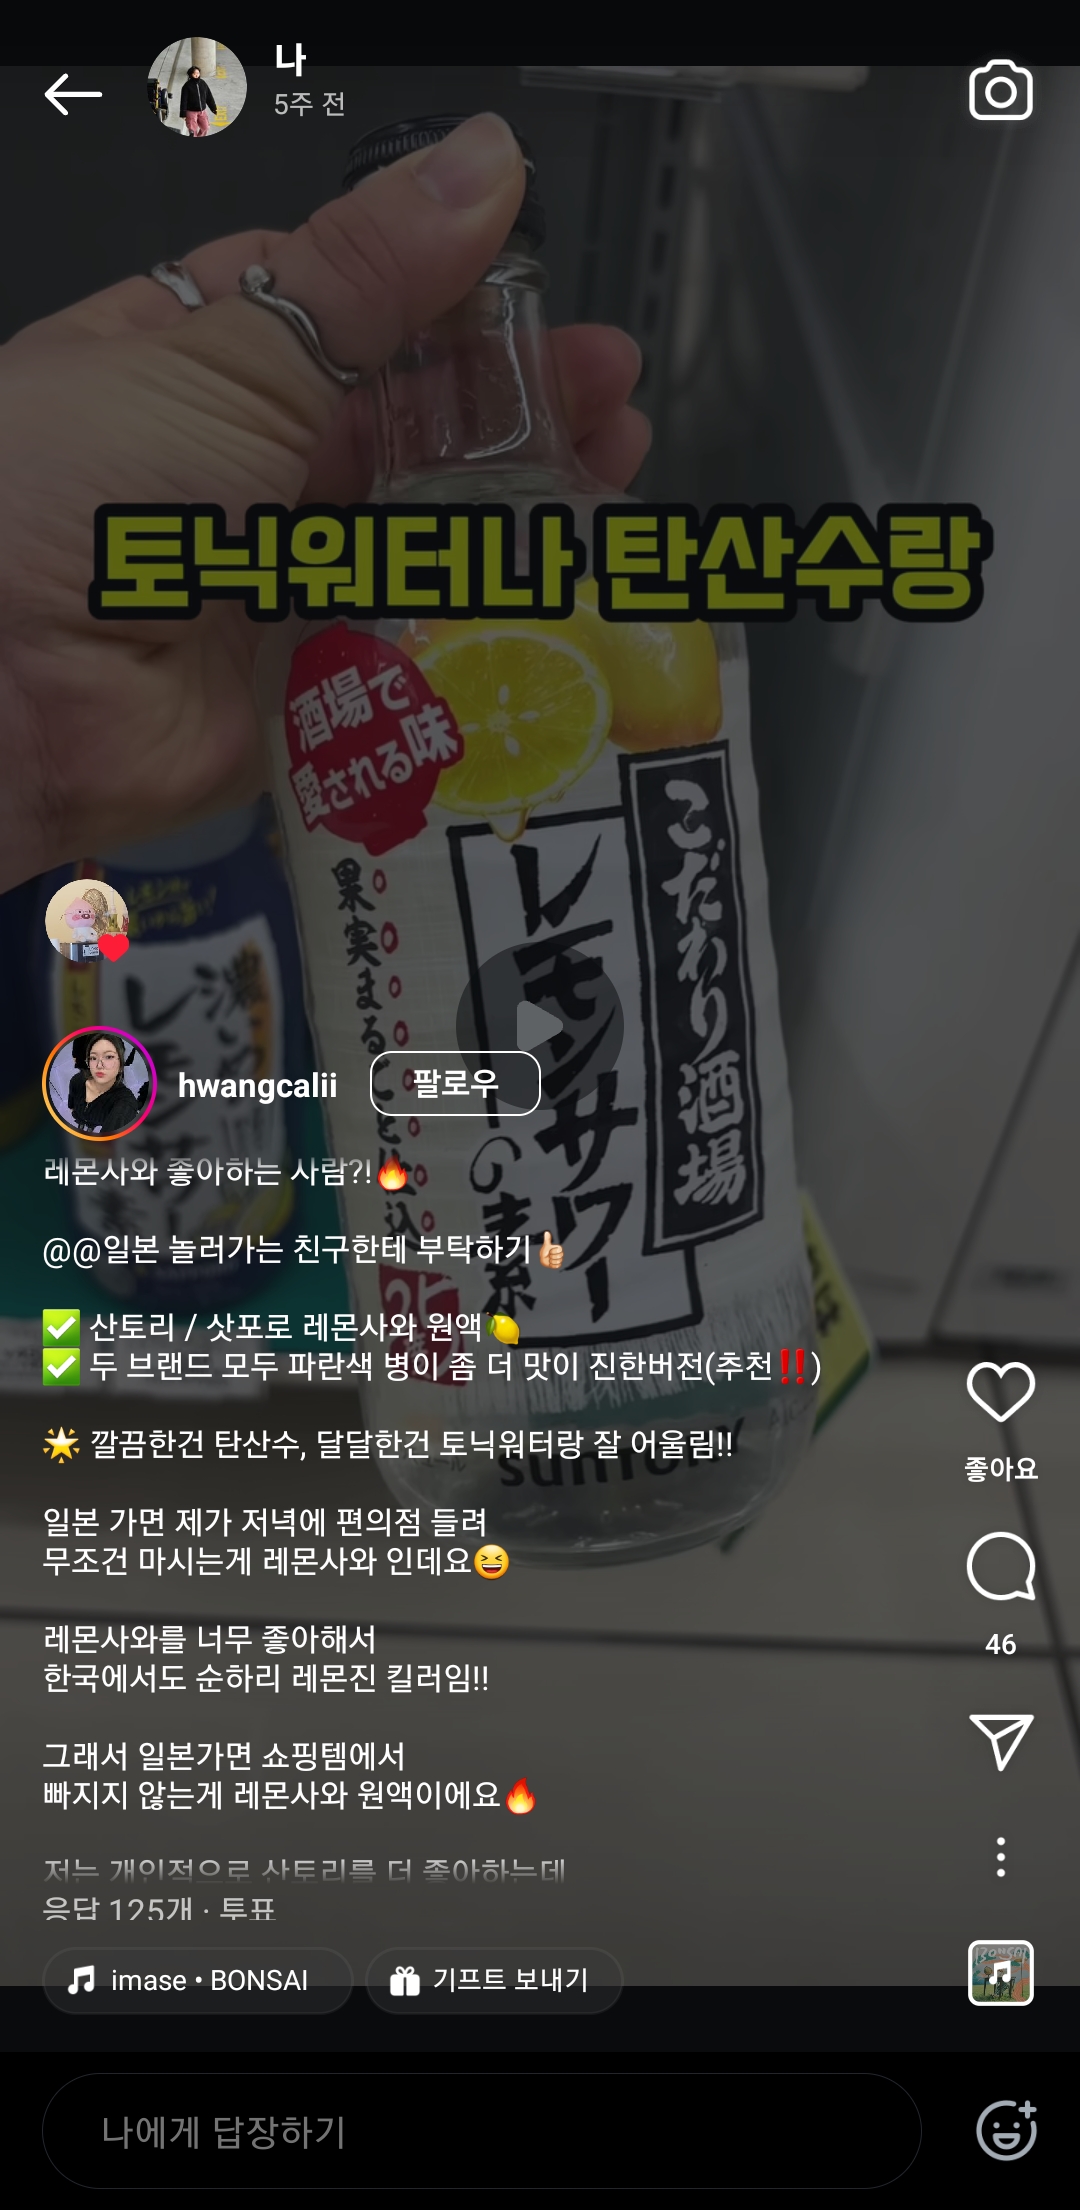 나
5주 전
토닉워터나 탄산수랑
酒場で
愛される味
こだわり酒場
レモンサワー
の素
果実まるごと仕込
濃い
レモンサワー
素
hwangcalii
팔로우
레몬사와 좋아하는 사람?!🔥
@@일본 놀러가는 친구한테 부탁하기👍🏻
✅ 산토리 / 삿포로 레몬사와 원액🍋
✅ 두 브랜드 모두 파란색 병이 좀 더 맛이 진한버전(추천‼️)
🌟 깔끔한건 탄산수, 달달한건 토닉워터랑 잘 어울림!!
SUNTORY
일본 가면 제가 저녁에 편의점 들려
무조건 마시는게 레몬사와 인데요😆
레몬사와를 너무 좋아해서
한국에서도 순하리 레몬진 킬러임!!
그래서 일본가면 쇼핑템에서
빠지지 않는게 레몬사와 원액이에요🔥
저는 개인적으로 산토리를 더 좋아하는데
응답 125개 · 투표
좋아요
46
imase • BONSAI
기프트 보내기
BONSAI
나에게 답장하기